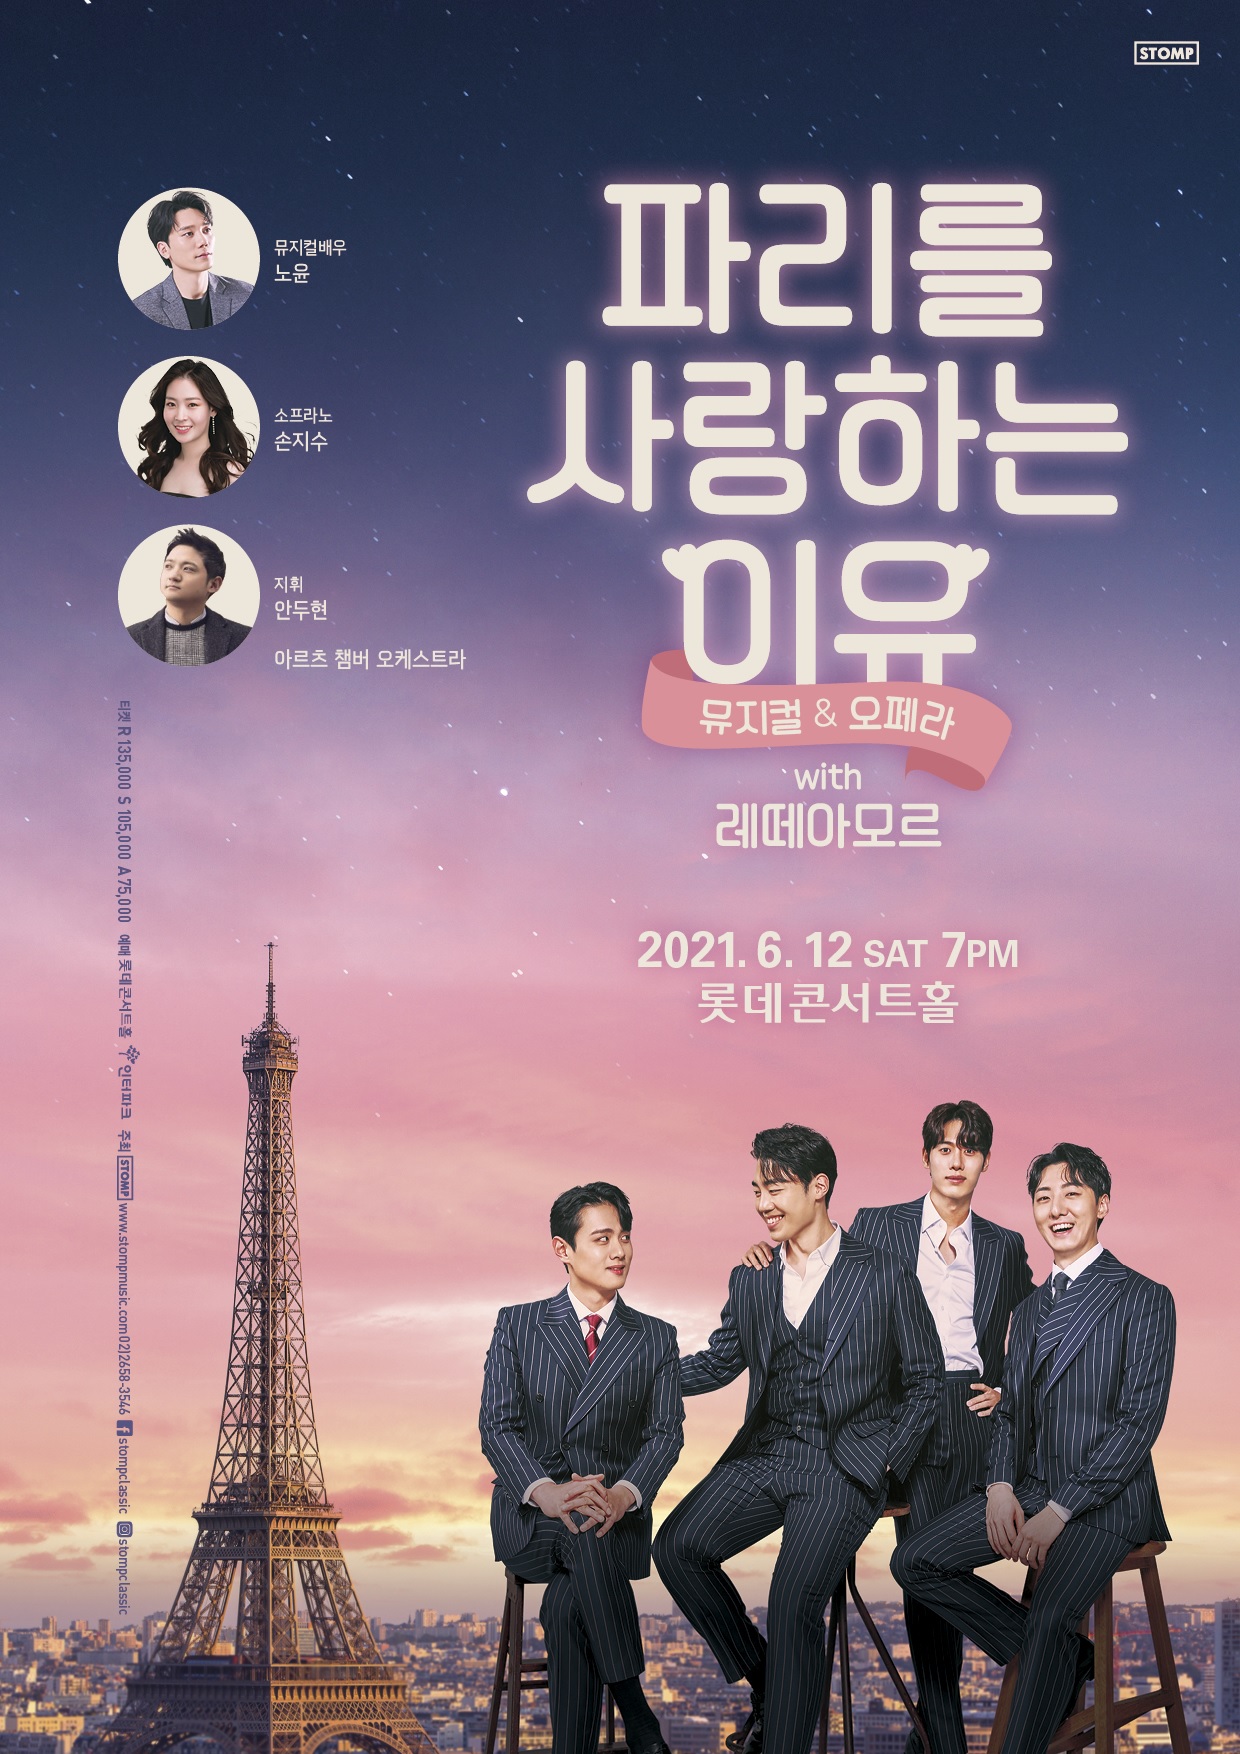 STOMP
파리를
사랑하는
이유
뮤지컬 & 오페라
with
레떼아모르
2021. 6. 12 SAT 7PM
롯데콘서트홀
뮤지컬배우
노윤
소프라노
손지수
지휘
안두현
아르츠 챔버 오케스트라
티켓 R 135,000 S 105,000 A 75,000 예매 롯데콘서트홀 인터파크 주최 STOMP www.stompmusic.com 02)2658-3546 stompclassic stompclassic